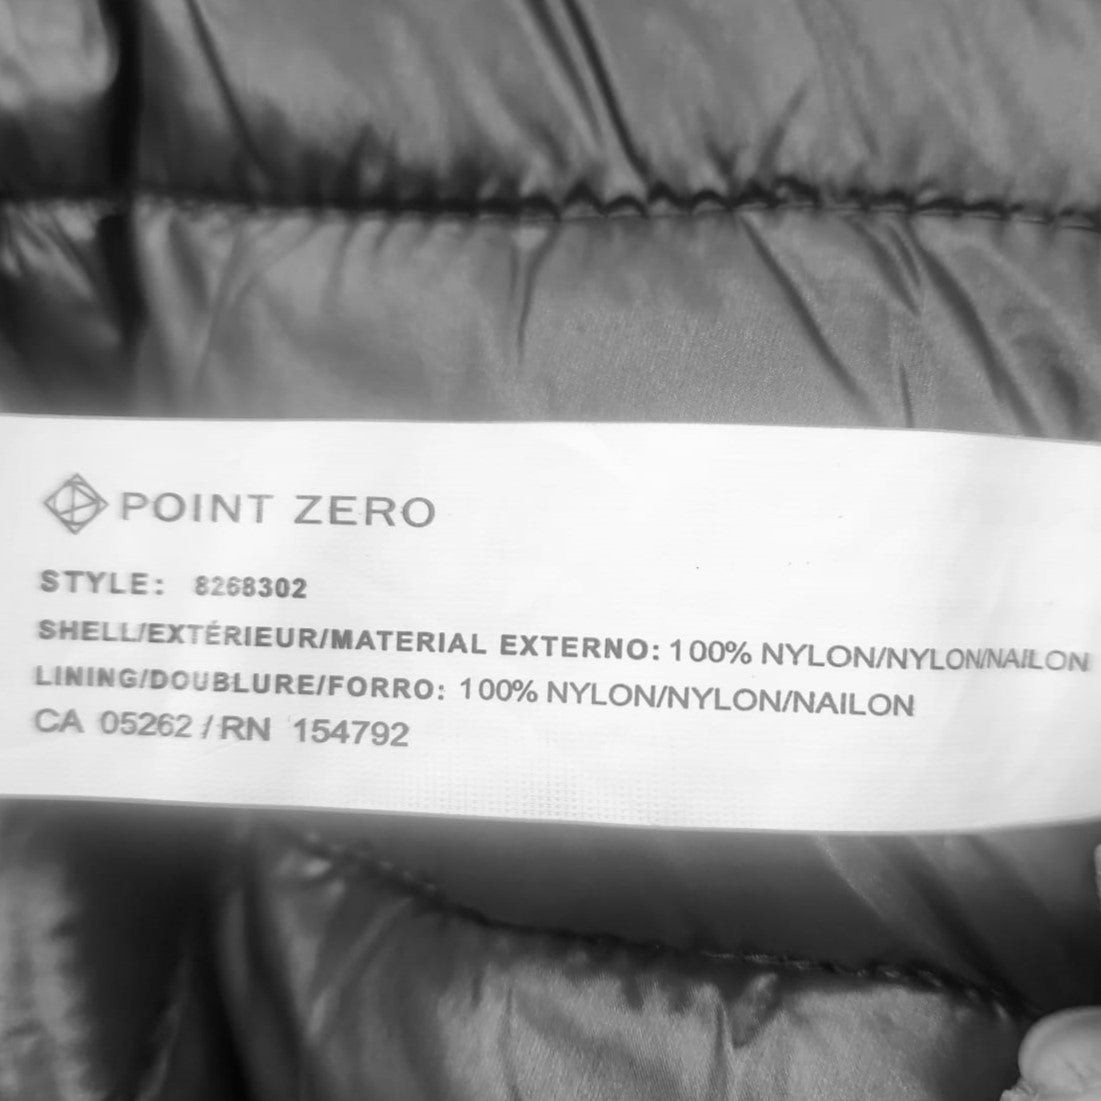 POINT ZERO
STYLE: 8268302
SHELL/EXTÉRIEUR/MATERIAL EXTERNO: 100% NYLON/NYLON/NAILON
LINING/DOUBLURE/FORRO: 100% NYLON/NYLON/NAILON
CA 05262 / RN 154792